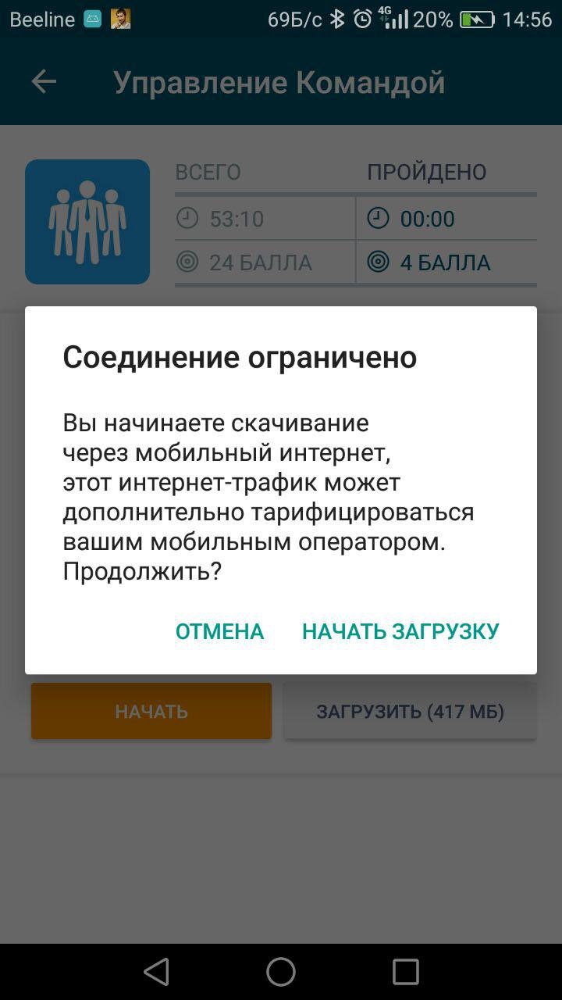 Beeline 69Б/с 4G 20% 14:56
Управление Командой
ВСЕГО ПРОЙДЕНО
53:10 00:00
24 БАЛЛА 4 БАЛЛА
Соединение ограничено
Вы начинаете скачивание
через мобильный интернет,
этот интернет-трафик может
дополнительно тарифицироваться
вашим мобильным оператором.
Продолжить?
ОТМЕНА НАЧАТЬ ЗАГРУЗКУ
НАЧАТЬ ЗАГРУЗИТЬ (417 МБ)